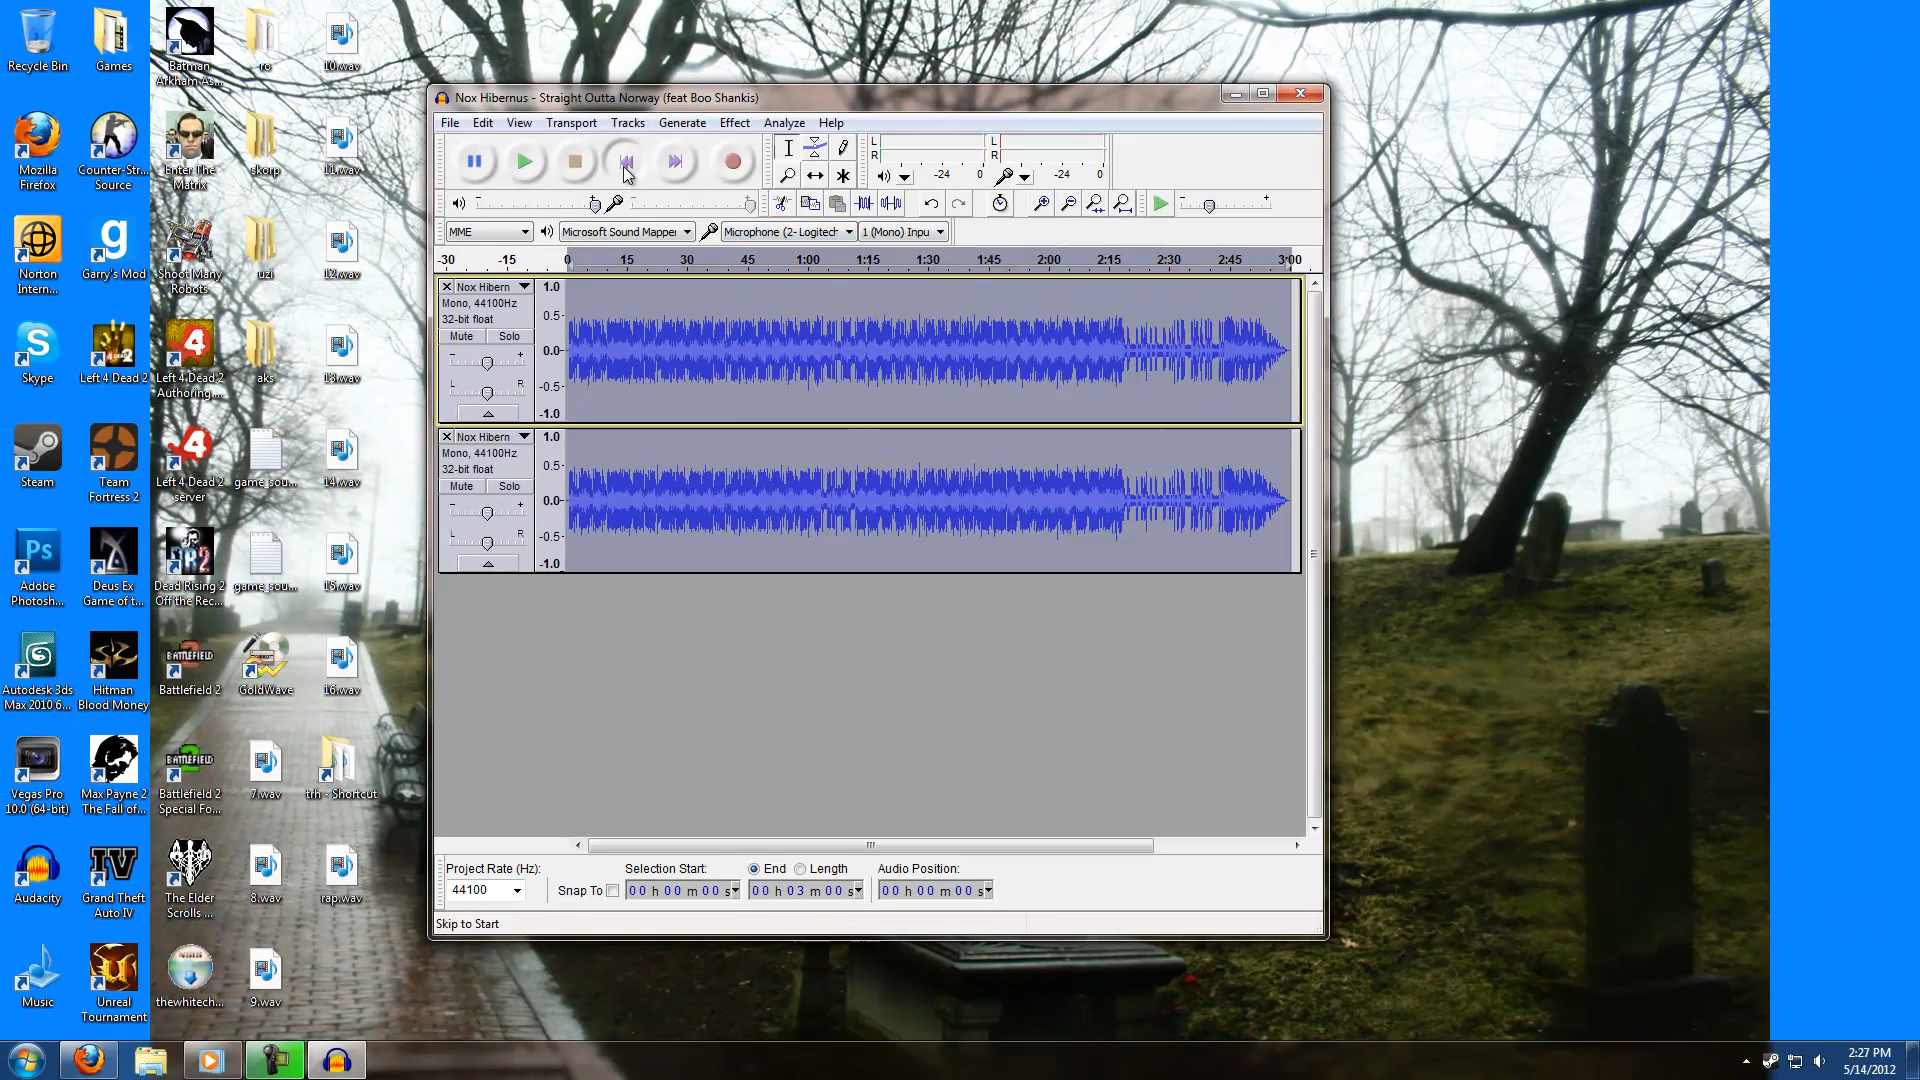 Recycle Bin
Games
Batman
Arkham As...
ro
10.wav
Mozilla
Firefox
Counter-Str...
Source
Enter The
Matrix
skorp
11.wav
Norton
Intern...
Garry's Mod
Shoot Many
Robots
uzi
12.wav
Skype
Left 4 Dead 2
Left 4 Dead 2
Authoring...
aks
13.wav
Steam
Team
Fortress 2
Left 4 Dead 2
server
game_sou...
14.wav
Adobe
Photosh...
Deus Ex
Game of t...
Dead Rising 2
Off the Rec...
game_sou...
15.wav
Autodesk 3ds
Max 2010 6...
Hitman
Blood Money
Battlefield 2
GoldWave
16.wav
Vegas Pro
10.0 (64-bit)
Max Payne 2
The Fall of...
Battlefield 2
Special Fo...
7.wav
trh - Shortcut
Audacity
Grand Theft
Auto IV
The Elder
Scrolls ...
8.wav
rap.wav
Music
Unreal
Tournament
thewhitech...
9.wav
Nox Hibernus - Straight Outta Norway (feat Boo Shankis)
File Edit View Transport Tracks Generate Effect Analyze Help
L
R
-24 0
L
R
-24 0
MME
Microsoft Sound Mapper
Microphone (2- Logitech
1 (Mono) Inpu
-30 -15 0 15 30 45 1:00 1:15 1:30 1:45 2:00 2:15 2:30 2:45 3:00
Nox Hibern
Mono, 44100Hz
32-bit float
Mute Solo
- +
L R
1.0
0.5
0.0
-0.5
-1.0
Nox Hibern
Mono, 44100Hz
32-bit float
Mute Solo
- +
L R
1.0
0.5
0.0
-0.5
-1.0
Project Rate (Hz):
44100
Selection Start:
End
Length
Audio Position:
Snap To
00 h 00 m 00 s
00 h 03 m 00 s
00 h 00 m 00 s
Skip to Start
2:27 PM
5/14/2012